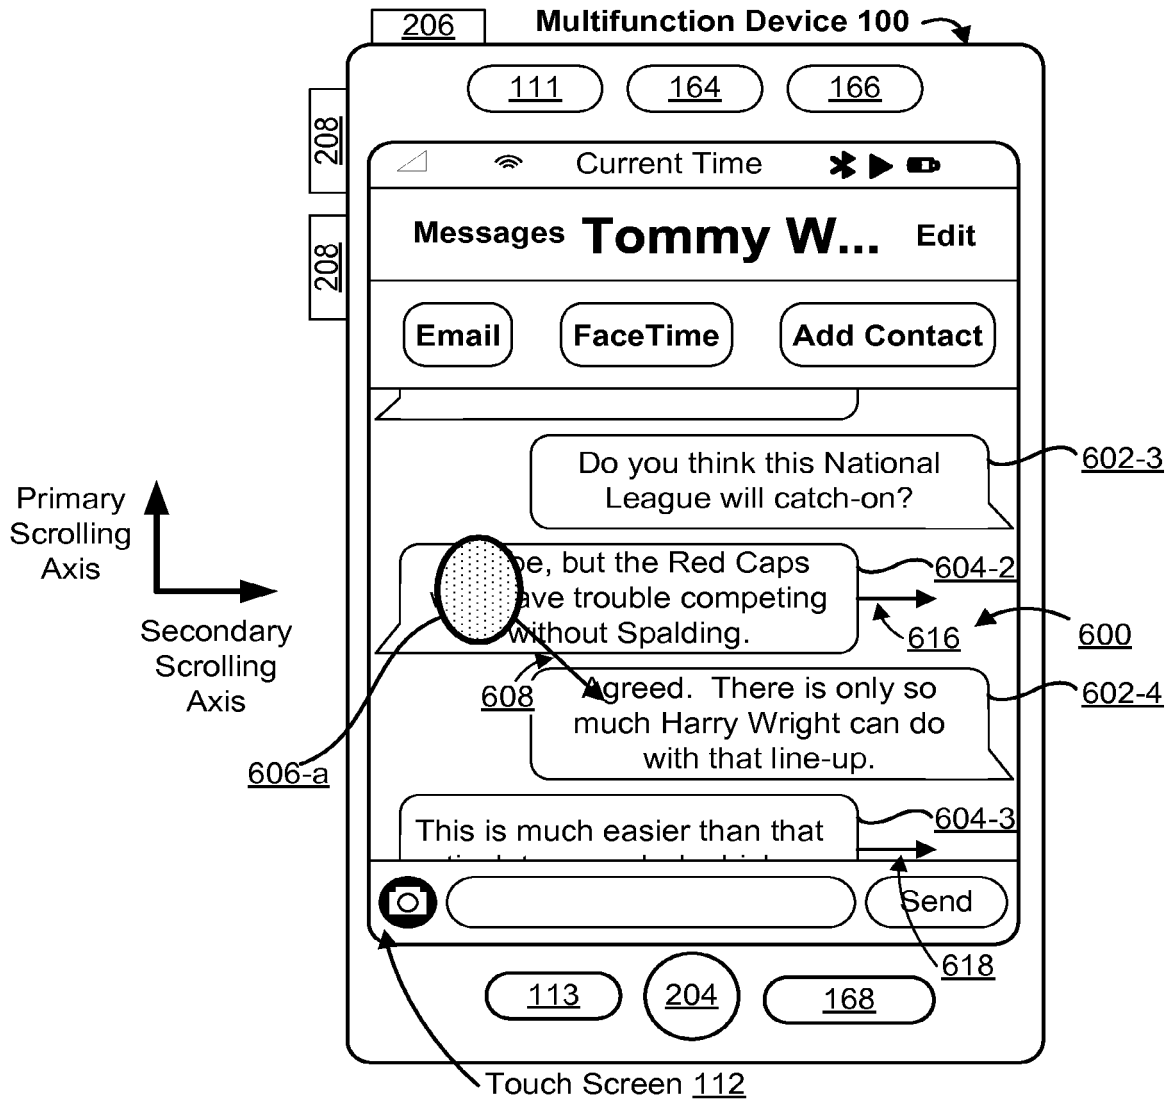 206
Multifunction Device 100
111
164
166
208
208
Current Time
Messages
Tommy W...
Edit
Email
FaceTime
Add Contact
Do you think this National
League will catch-on?
602-3
Primary
Scrolling
Axis
Secondary
Scrolling
Axis
but the Red Caps
trouble competing
without Spalding.
604-2
616
600
608
Agreed. There is only so
much Harry Wright can do
with that line-up.
602-4
606-a
This is much easier than that
604-3
Send
618
113
204
168
Touch Screen 112